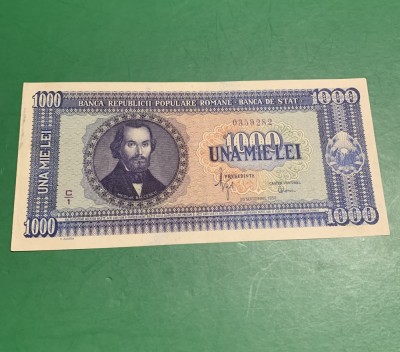 1000
1000
BANCA REPUBLICII POPULARE ROMANE - BANCA DE STAT
0359282
1000
UNA MIE LEI
UNA MIE LEI
PREȘEDINTE
C/1
1000
1000